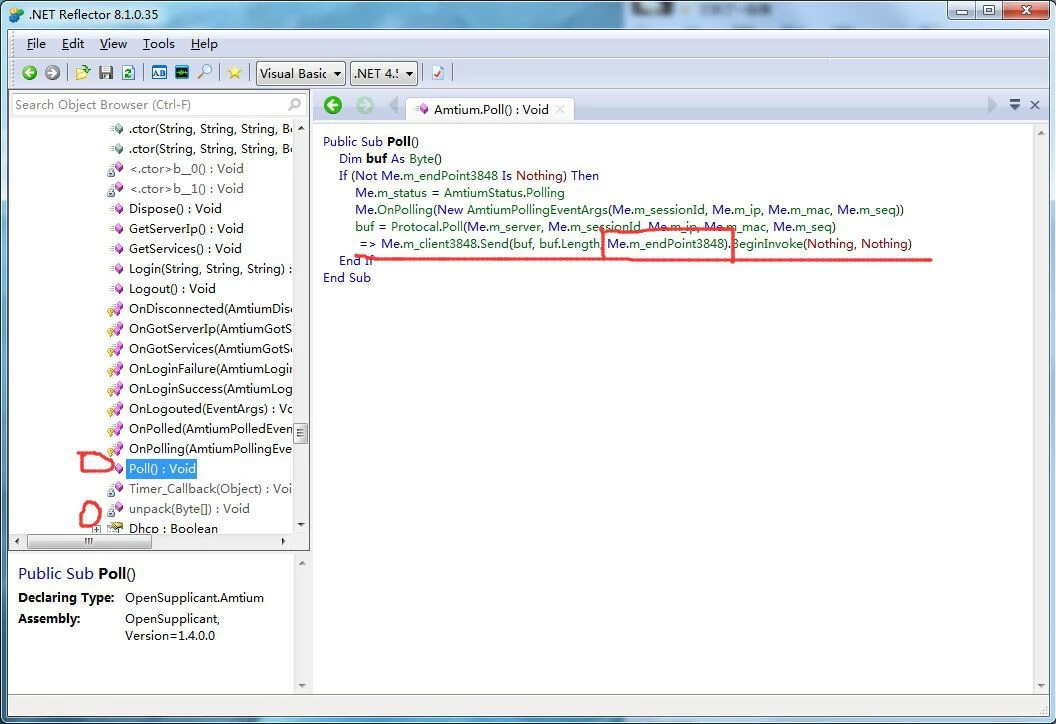 .NET Reflector 8.1.0.35
File Edit View Tools Help
Visual Basic .NET 4.!
Search Object Browser (Ctrl-F)
.ctor(String, String, String, Bo
.ctor(String, String, String, Bo
<.ctor>b__0() : Void
<.ctor>b__1() : Void
Dispose() : Void
GetServerIp() : Void
GetServices() : Void
Login(String, String, String) :
Logout() : Void
OnDisconnected(AmtiumDisc
OnGotServerIp(AmtiumGotS
OnGotServices(AmtiumGotSe
OnLoginFailure(AmtiumLogin
OnLoginSuccess(AmtiumLog
OnLogouted(EventArgs) : Vo
OnPolled(AmtiumPolledEven
OnPolling(AmtiumPollingEve
Poll() : Void
Timer_Callback(Object) : Voi
unpack(Byte[]) : Void
Dhcp : Boolean
Public Sub Poll()
Declaring Type: OpenSupplicant.Amtium
Assembly: OpenSupplicant,
Version=1.4.0.0
Amtium.Poll() : Void
Public Sub Poll()
Dim buf As Byte()
If (Not Me.m_endPoint3848 Is Nothing) Then
Me.m_status = AmtiumStatus.Polling
Me.OnPolling(New AmtiumPollingEventArgs(Me.m_sessionId, Me.m_ip, Me.m_mac, Me.m_seq))
buf = Protocal.Poll(Me.m_server, Me.m_sessionId, Me.m_ip, Me.m_mac, Me.m_seq)
=> Me.m_client3848.Send(buf, buf.Length, Me.m_endPoint3848).BeginInvoke(Nothing, Nothing)
End If
End Sub